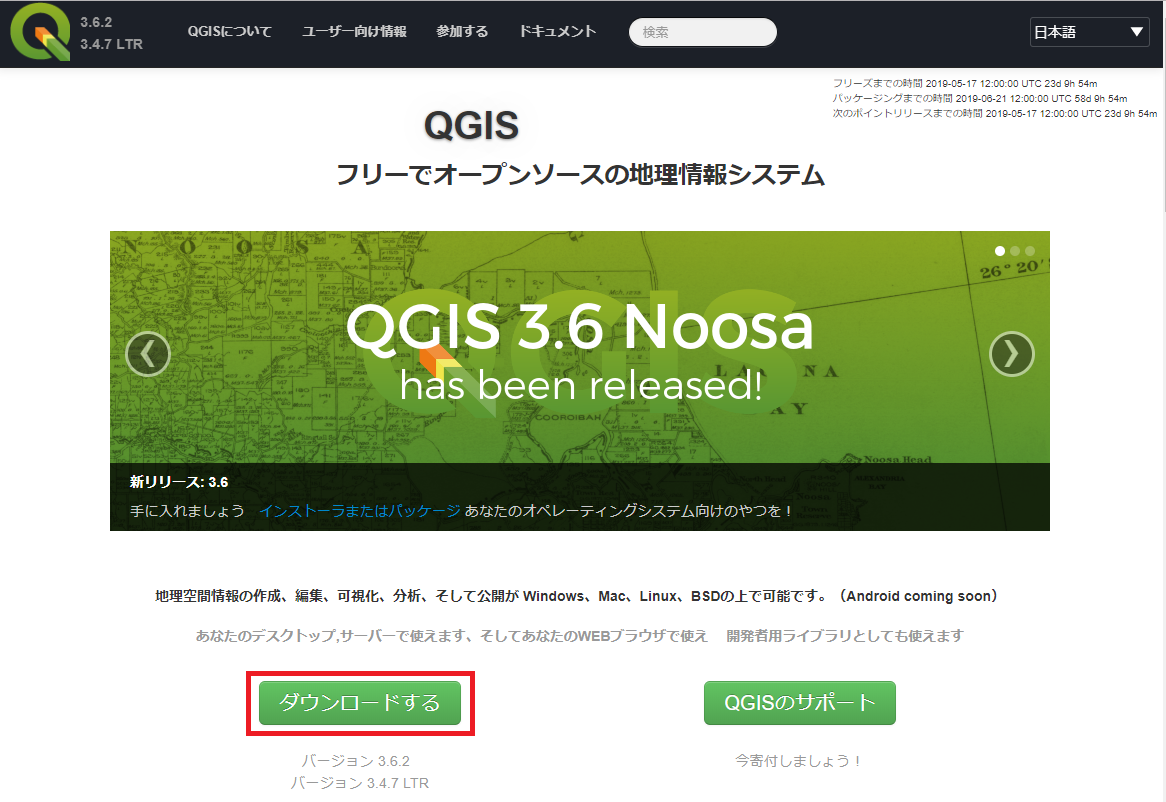 3.6.2
3.4.7 LTR
QGISについて ユーザー向け情報 参加する ドキュメント 検索 日本語
フリーズまでの時間 2019-05-17 12:00:00 UTC 23d 9h 54m
パッケージングまでの時間 2019-06-21 12:00:00 UTC 58d 9h 54m
次のポイントリリースまでの時間 2019-05-17 12:00:00 UTC 23d 9h 54m
QGIS
フリーでオープンソースの地理情報システム
NOOSA
26° 20'
QGIS 3.6 Noosa
has been released!
LAGUNA
BAY
COOROIBAH
Noosa Head
新リリース: 3.6
手に入れましょう インストーラまたはパッケージ あなたのオペレーティングシステム向けのやつを！
地理空間情報の作成、編集、可視化、分析、そして公開が Windows、Mac、Linux、BSDの上で可能です。（Android coming soon）
あなたのデスクトップ,サーバーで使えます、そしてあなたのWEBブラウザで使え 開発者用ライブラリとしても使えます
ダウンロードする QGISのサポート
バージョン 3.6.2 今寄付しましょう！
バージョン 3.4.7 LTR